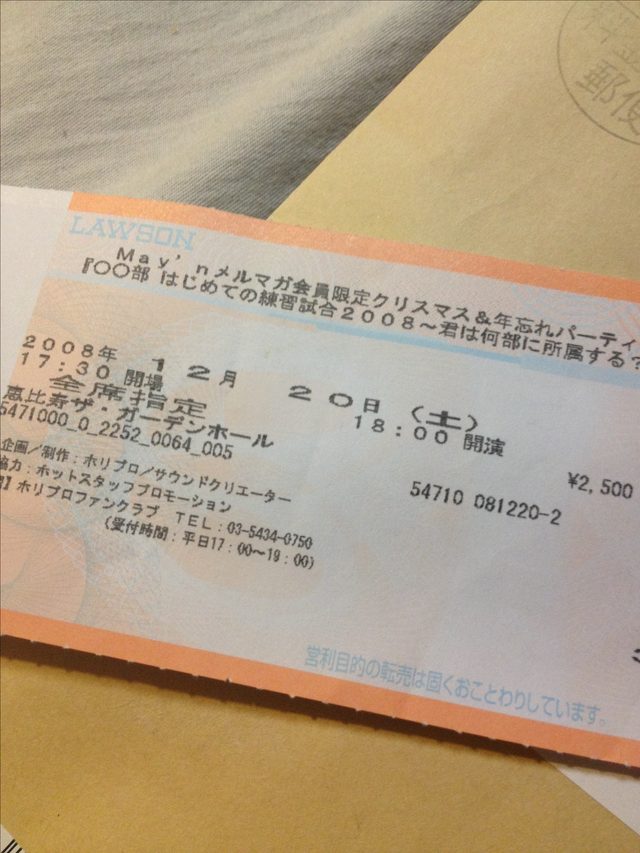 郵便
LAWSON
May'nメルマガ会員限定クリスマス&年忘れパーティ
『〇〇部 はじめての練習試合2008~君は何部に所属する?
2008年 12月 20日 (土)
17:30 開場 18:00 開演
全席指定
恵比寿ザ・ガーデンホール
¥2,500
5471000_0_2252_0064_005
54710 081220-2
企画/制作:ホリプロ/サウンドクリエーター
協力:ホットスタッフプロモーション
】ホリプロファンクラブ TEL:03-5434-0750
(受付時間:平日17:00~19:00)
営利目的の転売は固くおことわりしています。